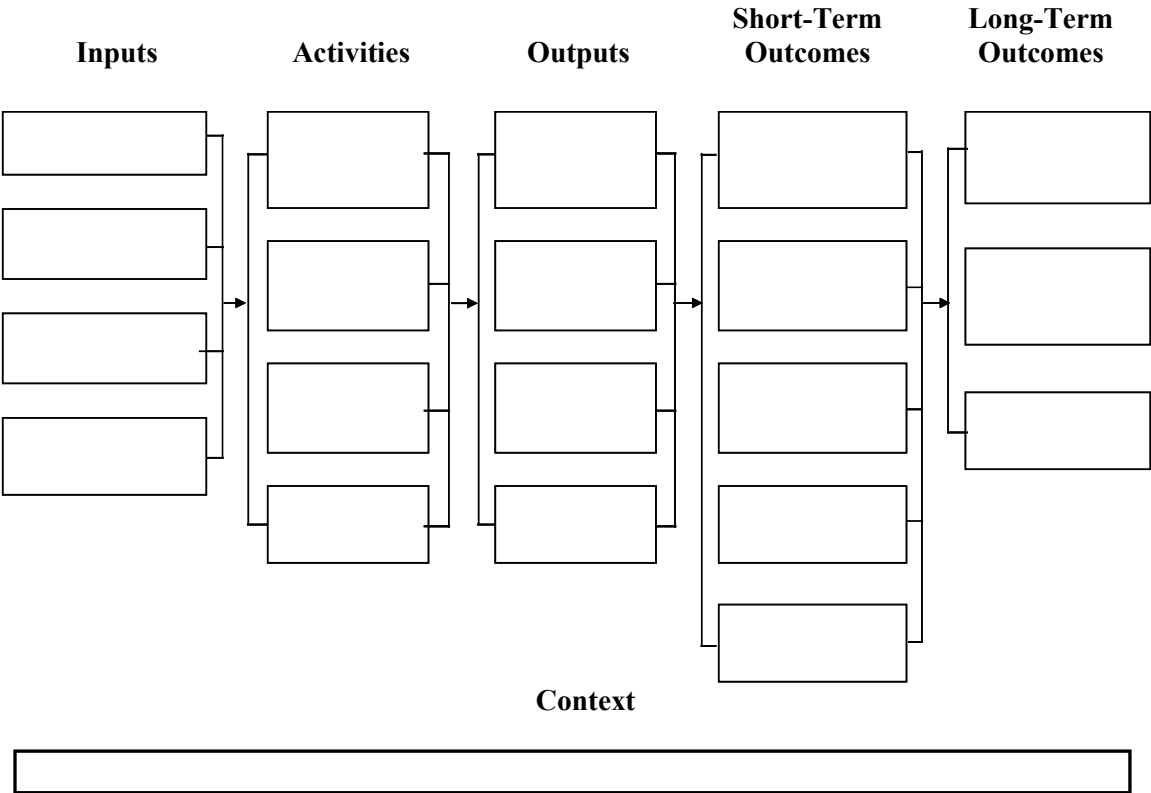 Inputs
Activities
Outputs
Short-Term
Outcomes
Long-Term
Outcomes
Context